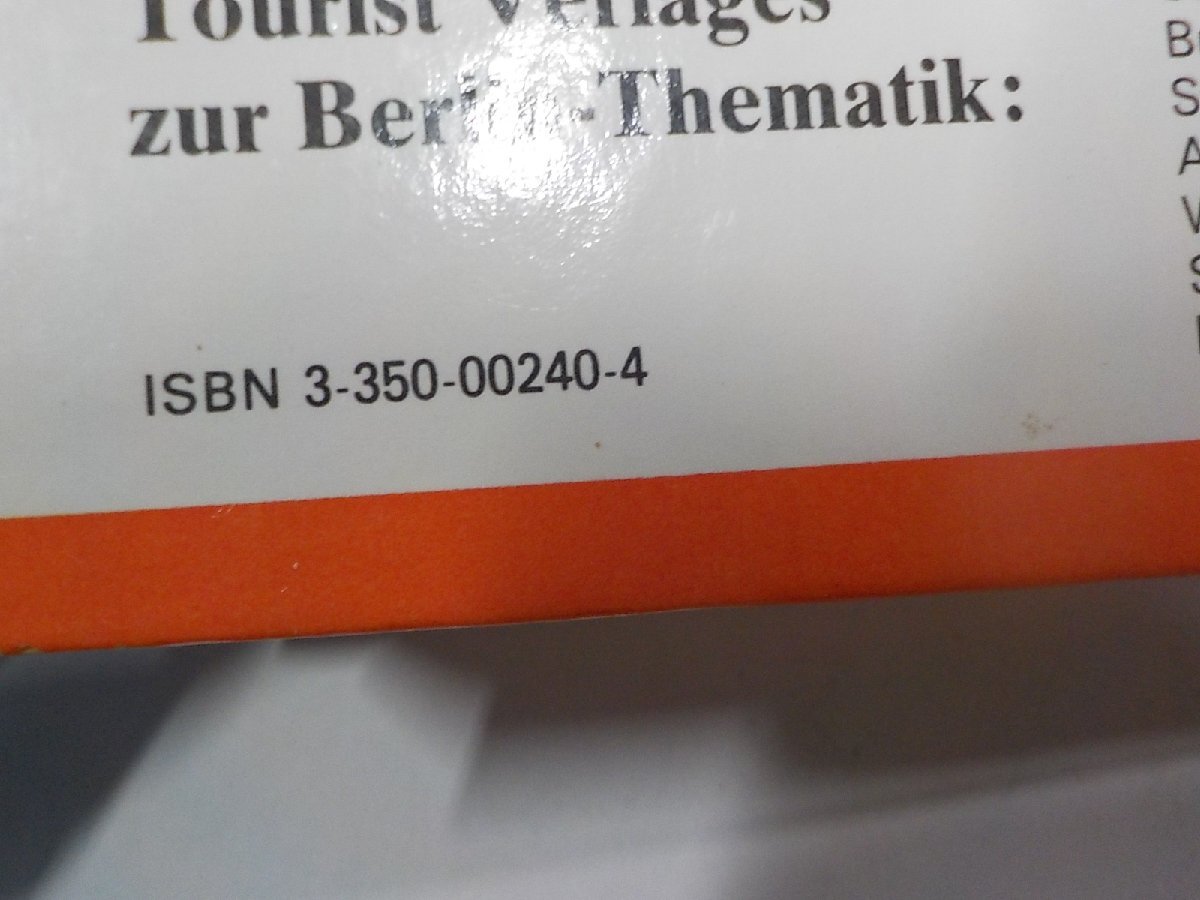 Tourist Verlages
zur Berlin-Thematik:
ISBN 3-350-00240-4